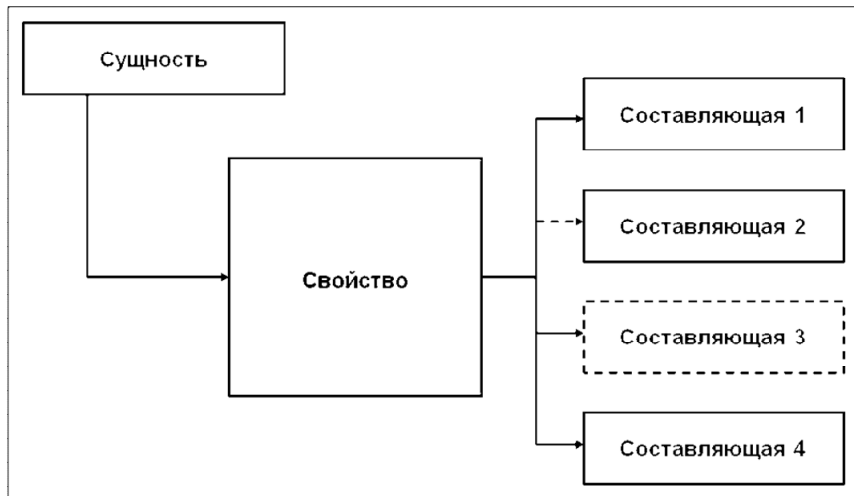 Сущность
Составляющая 1
Составляющая 2
Свойство
Составляющая 3
Составляющая 4